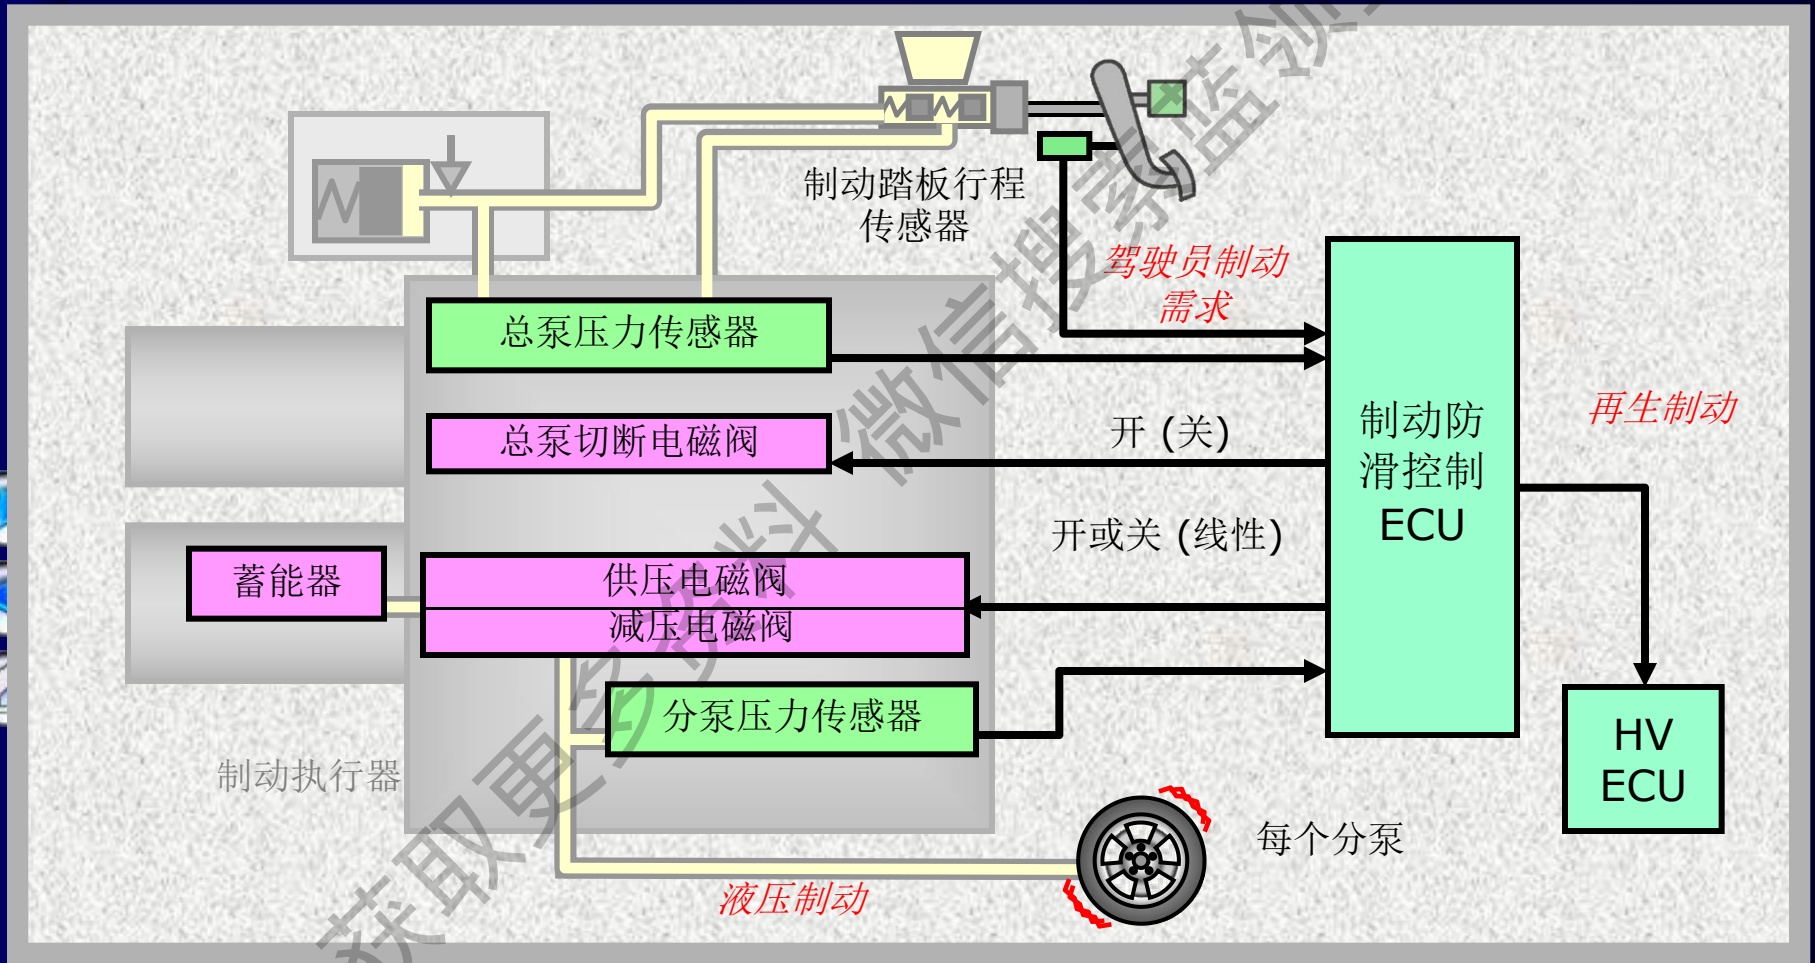 制动踏板行程
传感器
驾驶员制动
需求
总泵压力传感器
开 (关)
总泵切断电磁阀
再生制动
制动防
滑控制
ECU
开或关 (线性)
蓄能器
供压电磁阀
减压电磁阀
分泵压力传感器
HV
ECU
制动执行器
每个分泵
液压制动
获取更多资料 微信搜索蓝领